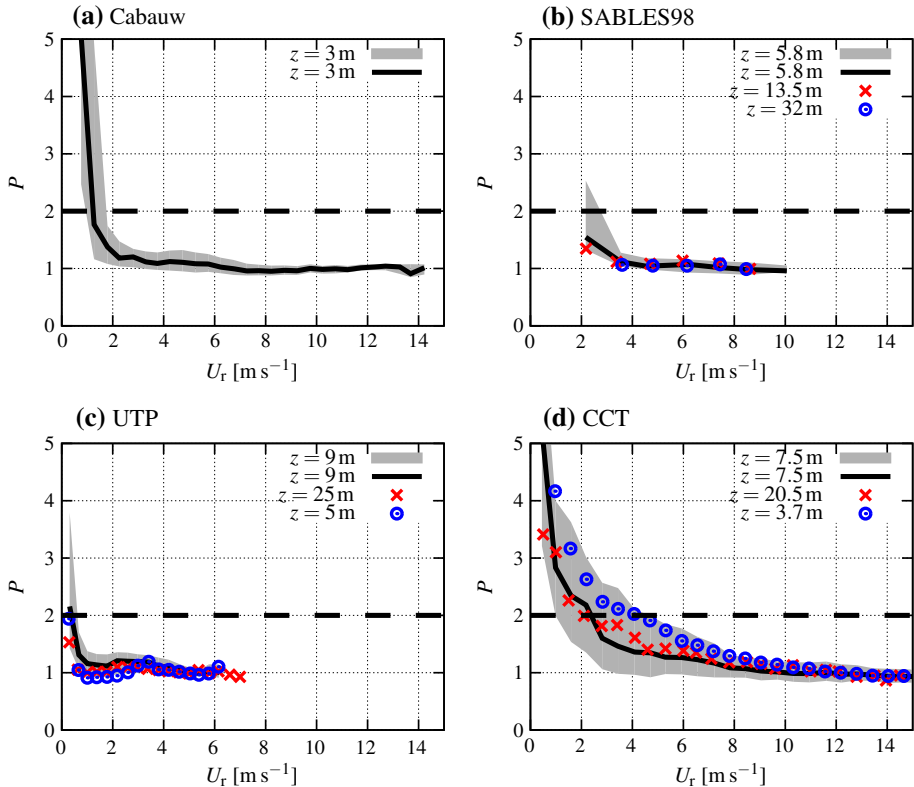 (a) Cabauw
5
4
3
2
1
0
P
z = 3 m
z = 3 m
0 2 4 6 8 10 12 14
U_r [m s⁻¹]
(b) SABLES98
5
4
3
2
1
0
P
z = 5.8 m
z = 5.8 m
z = 13.5 m
z = 32 m
0 2 4 6 8 10 12 14
U_r [m s⁻¹]
(c) UTP
5
4
3
2
1
0
P
z = 9 m
z = 9 m
z = 25 m
z = 5 m
0 2 4 6 8 10 12 14
U_r [m s⁻¹]
(d) CCT
5
4
3
2
1
0
P
z = 7.5 m
z = 7.5 m
z = 20.5 m
z = 3.7 m
0 2 4 6 8 10 12 14
U_r [m s⁻¹]